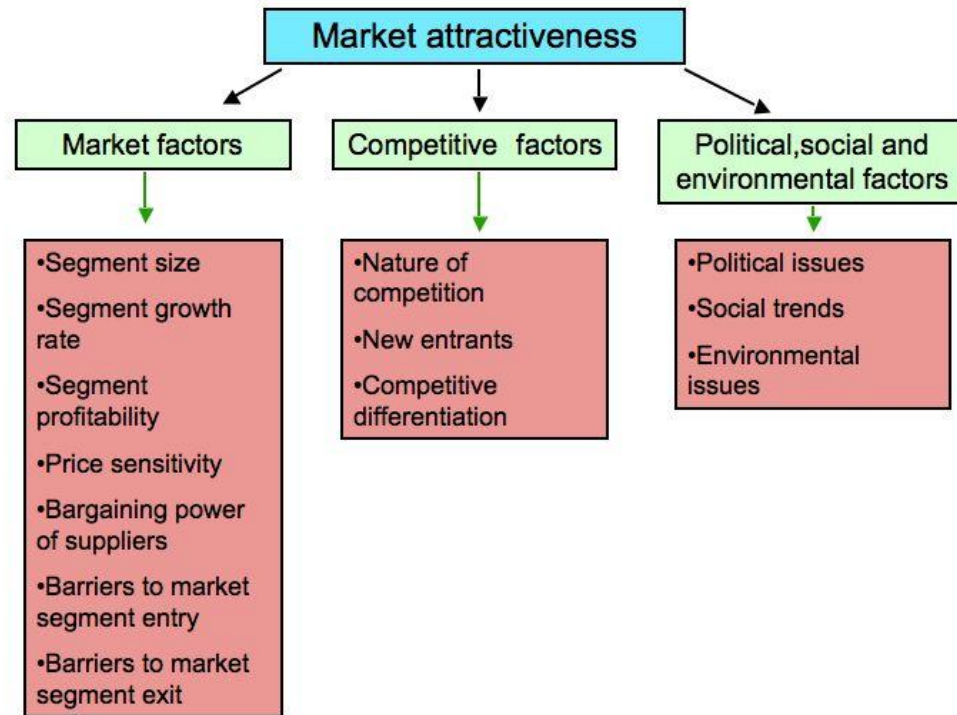 Market attractiveness
Market factors
Competitive factors
Political,social and
environmental factors
•Segment size
•Segment growth
rate
•Segment
profitability
•Price sensitivity
•Bargaining power
of suppliers
•Barriers to market
segment entry
•Barriers to market
segment exit
•Nature of
competition
•New entrants
•Competitive
differentiation
•Political issues
•Social trends
•Environmental
issues